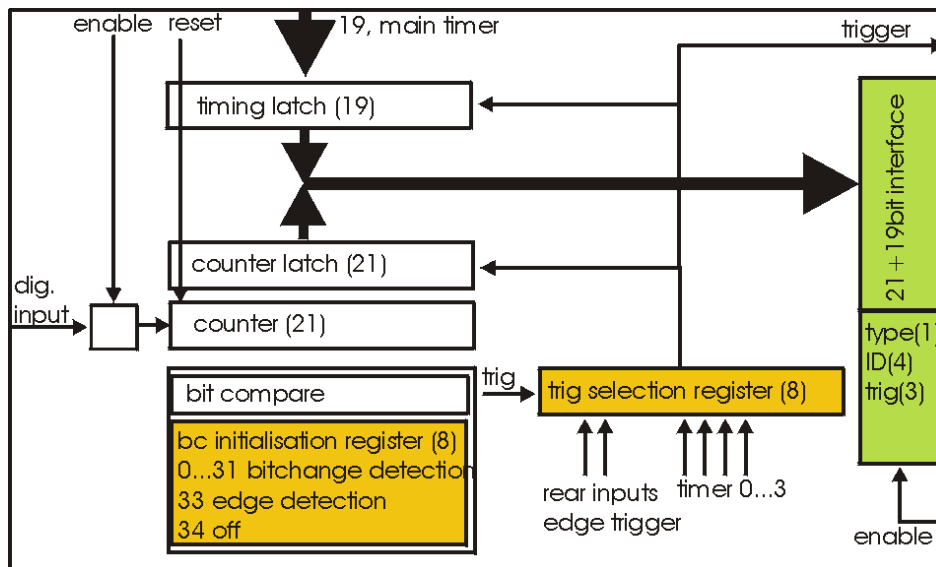 enable reset
19, main timer
trigger
timing latch (19)
21+19bit interface
counter latch (21)
dig.
input
counter (21)
type(1)
ID(4)
trig(3)
bit compare
trig
trig selection register (8)
bc initialisation register (8)
0...31 bitchange detection
33 edge detection
34 off
rear inputs
edge trigger
timer 0...3
enable